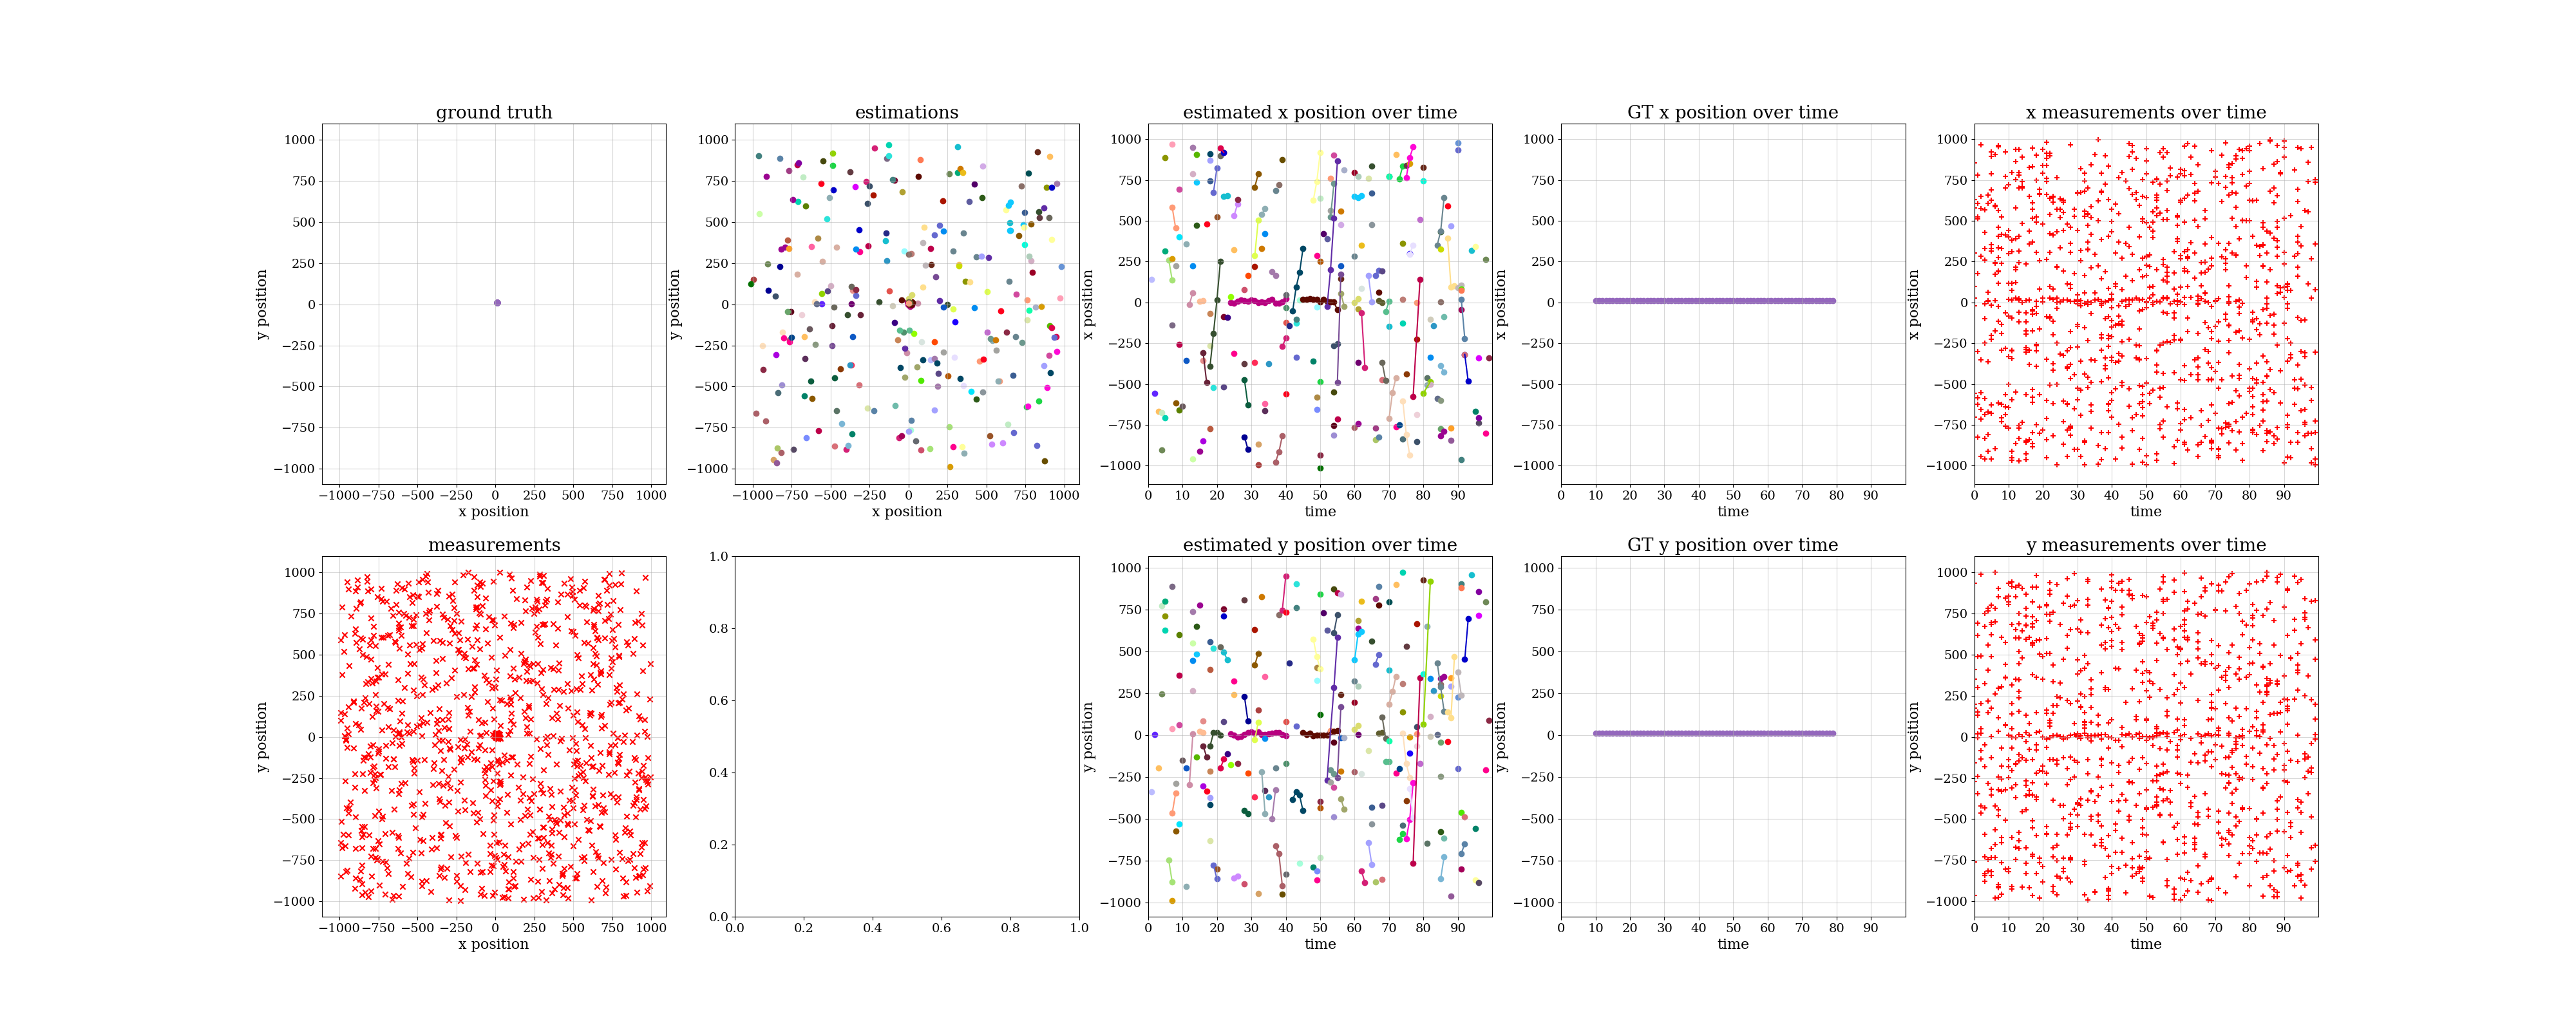 ground truth
1000
750
500
250
0
−250
−500
−750
−1000
y position
−1000 −750 −500 −250 0 250 500 750 1000
x position
estimations
1000
750
500
250
0
−250
−500
−750
−1000
y position
−1000 −750 −500 −250 0 250 500 750 1000
x position
estimated x position over time
1000
750
500
250
0
−250
−500
−750
−1000
x position
0 10 20 30 40 50 60 70 80 90
time
GT x position over time
1000
750
500
250
0
−250
−500
−750
−1000
x position
0 10 20 30 40 50 60 70 80 90
time
x measurements over time
1000
750
500
250
0
−250
−500
−750
−1000
x position
0 10 20 30 40 50 60 70 80 90
time
measurements
1000
750
500
250
0
−250
−500
−750
−1000
y position
−1000 −750 −500 −250 0 250 500 750 1000
x position
1.0
0.8
0.6
0.4
0.2
0.0
0.0 0.2 0.4 0.6 0.8 1.0
estimated y position over time
1000
750
500
250
0
−250
−500
−750
−1000
y position
0 10 20 30 40 50 60 70 80 90
time
GT y position over time
1000
750
500
250
0
−250
−500
−750
−1000
y position
0 10 20 30 40 50 60 70 80 90
time
y measurements over time
1000
750
500
250
0
−250
−500
−750
−1000
y position
0 10 20 30 40 50 60 70 80 90
time